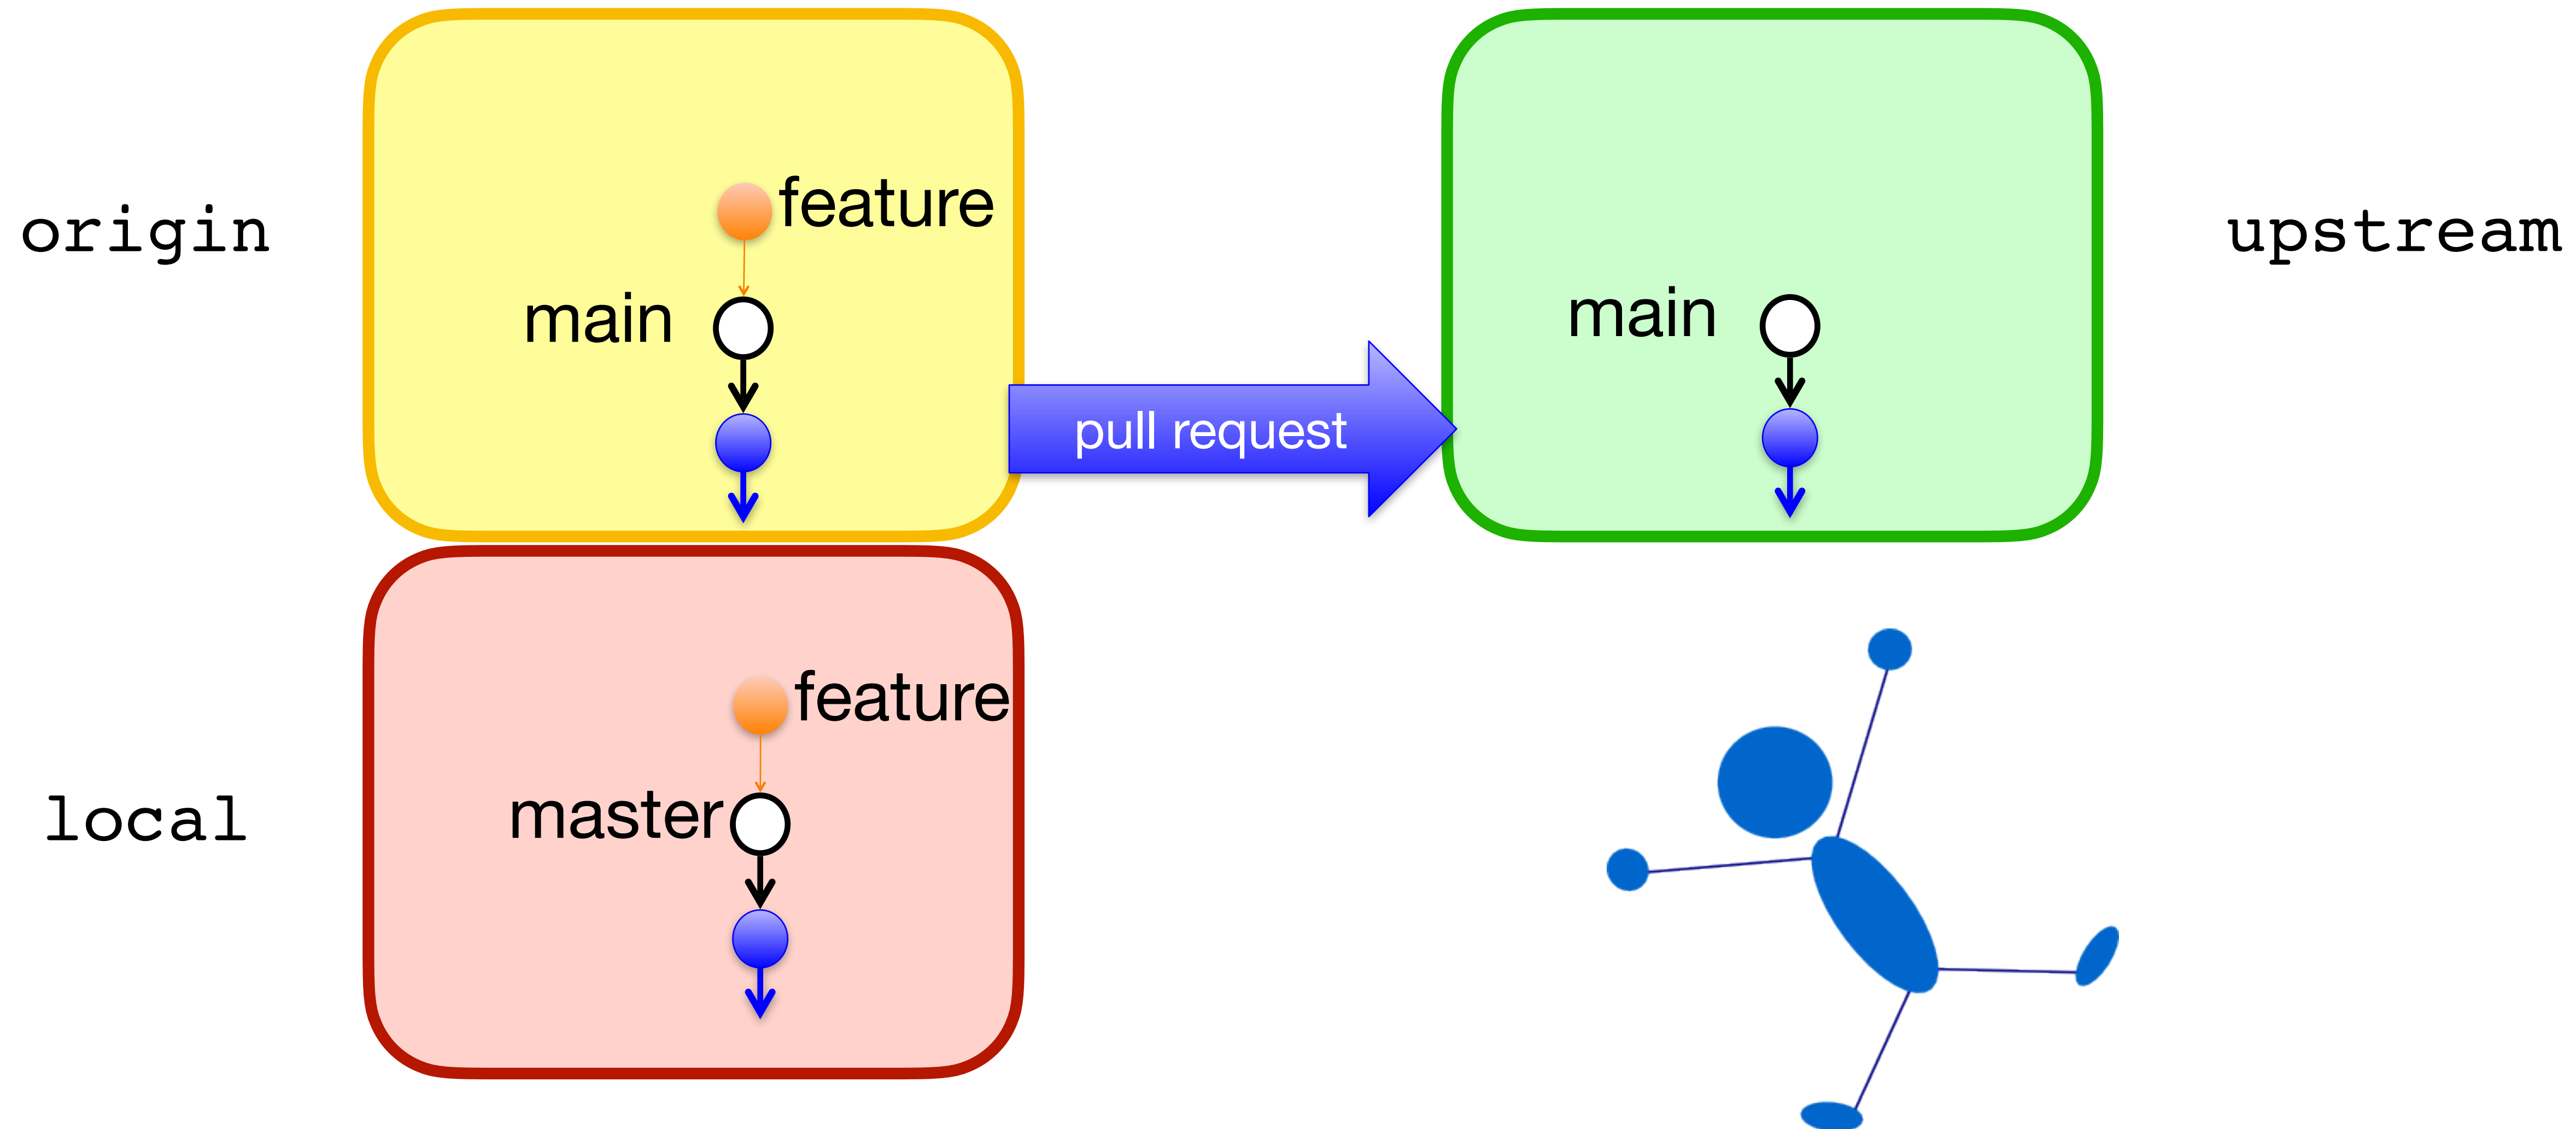 origin
feature
main
pull request
main
upstream
local
feature
master